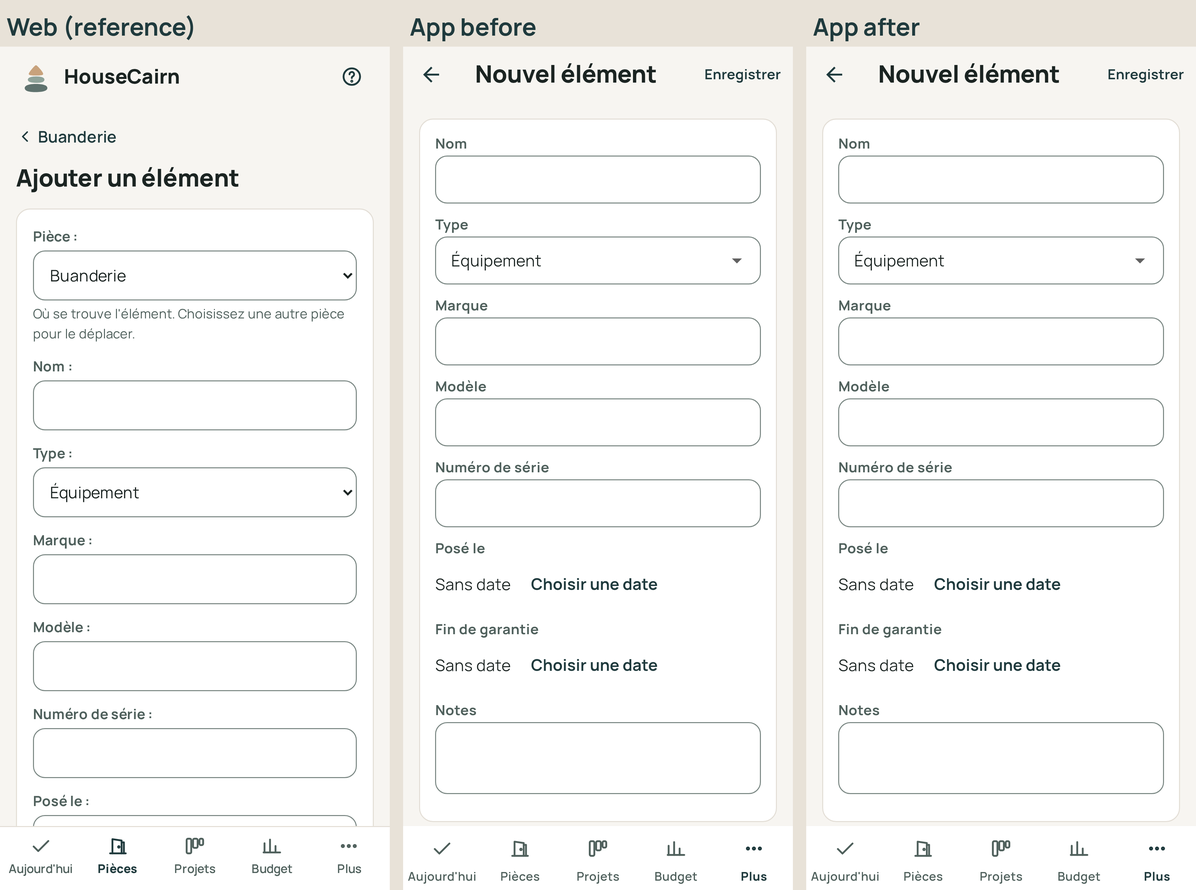 Web (reference)
HouseCairn
Buanderie
Ajouter un élément
Pièce :
Buanderie
Où se trouve l'élément. Choisissez une autre pièce
pour le déplacer.
Nom :
Type :
Équipement
Marque :
Modèle :
Numéro de série :
Posé le :
Aujourd'hui
Pièces
Projets
Budget
Plus
App before
Nouvel élément
Enregistrer
Nom
Type
Équipement
Marque
Modèle
Numéro de série
Posé le
Sans date Choisir une date
Fin de garantie
Sans date Choisir une date
Notes
Aujourd'hui
Pièces
Projets
Budget
Plus
App after
Nouvel élément
Enregistrer
Nom
Type
Équipement
Marque
Modèle
Numéro de série
Posé le
Sans date Choisir une date
Fin de garantie
Sans date Choisir une date
Notes
Aujourd'hui
Pièces
Projets
Budget
Plus